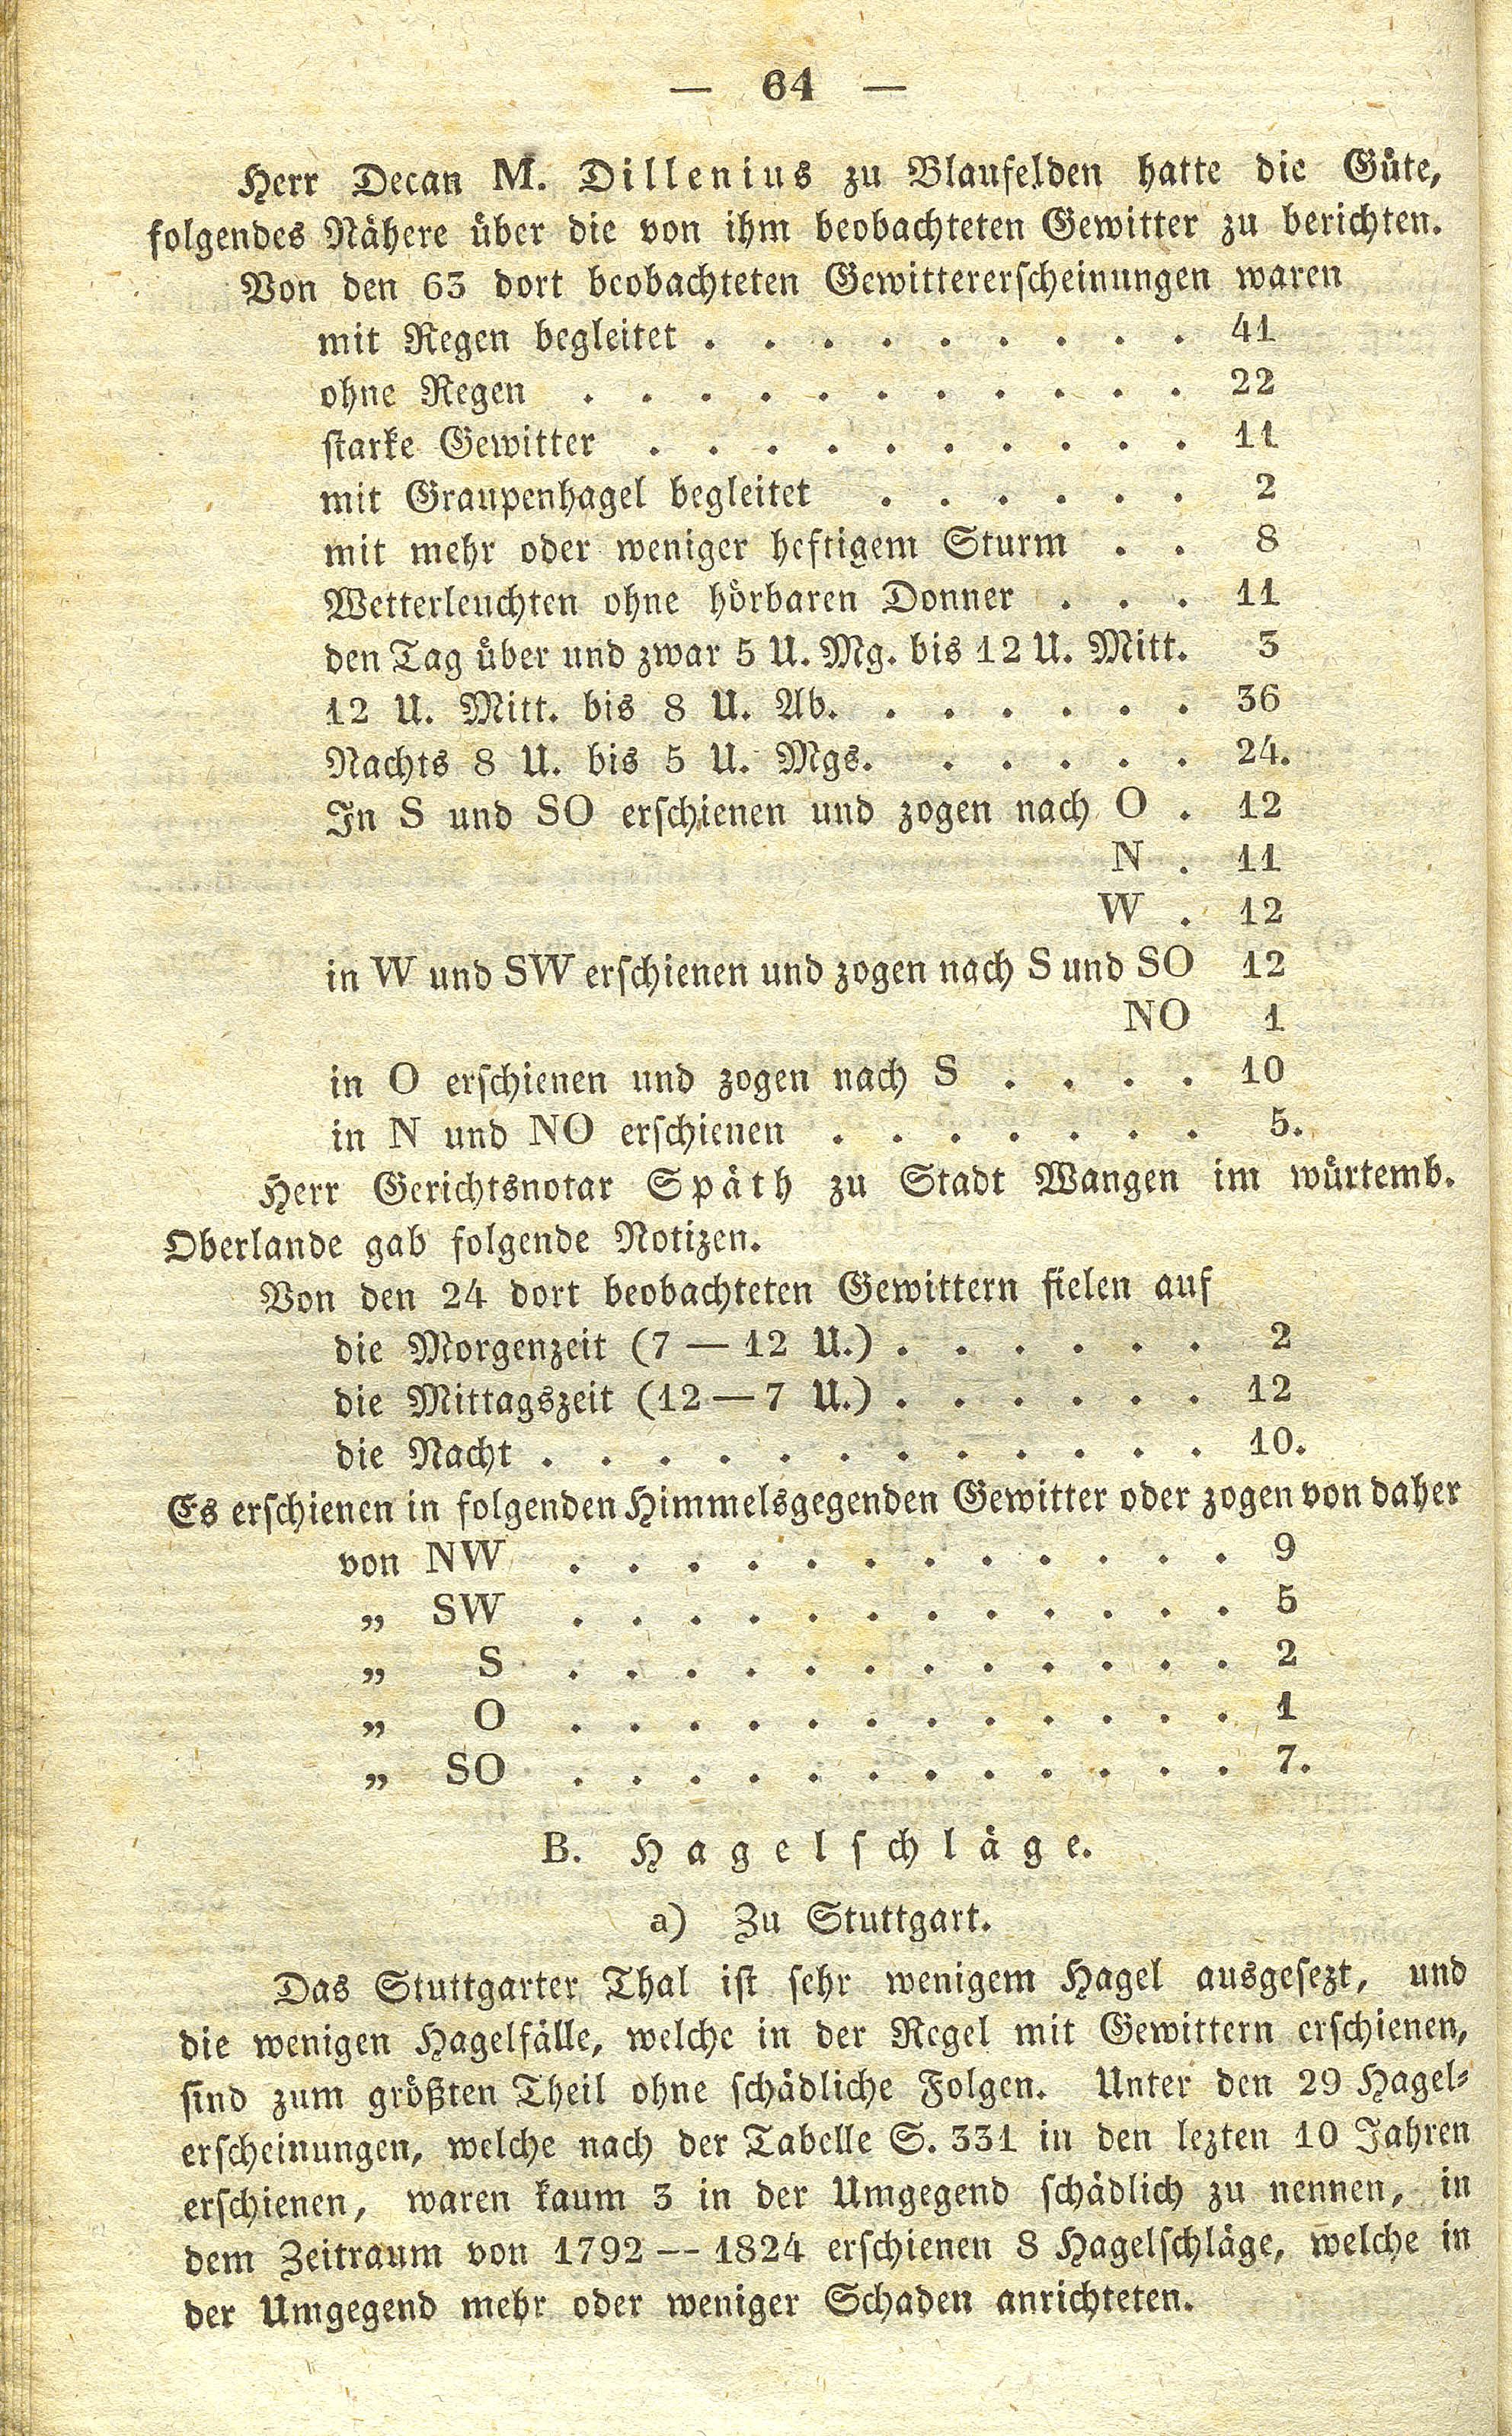 — 64 —
Herr Decan M. Dillenius zu Blaufelden hatte die Güte,
folgendes Nähere über die von ihm beobachteten Gewitter zu berichten.
Von den 63 dort beobachteten Gewittererscheinungen waren
mit Regen begleitet . . . . . . . . . 41
ohne Regen . . . . . . . . . . . 22
starke Gewitter . . . . . . . . . . 11
mit Graupenhagel begleitet . . . . . . 2
mit mehr oder weniger heftigem Sturm . . 8
Wetterleuchten ohne hörbaren Donner . . . 11
den Tag über und zwar 5 U. Mg. bis 12 U. Mitt. 3
12 U. Mitt. bis 8 U. Ab. . . . . . . 36
Nachts 8 U. bis 5 U. Mgs. . . . . . 24.
In S und SO erschienen und zogen nach O . 12
N . 11
W . 12
in W und SW erschienen und zogen nach S und SO 12
NO 1
in O erschienen und zogen nach S . . . . 10
in N und NO erschienen . . . . . . . 5.
Herr Gerichtsnotar Späth zu Stadt Wangen im würtemb.
Oberlande gab folgende Notizen.
Von den 24 dort beobachteten Gewittern fielen auf
die Morgenzeit (7 — 12 U.) . . . . . . 2
die Mittagszeit (12 — 7 U.) . . . . . . 12
die Nacht . . . . . . . . . . . . 10.
Es erschienen in folgenden Himmelsgegenden Gewitter oder zogen von daher
von NW . . . . . . . . . . . . 9
„ SW . . . . . . . . . . . . 5
„ S . . . . . . . . . . . . 2
„ O . . . . . . . . . . . . 1
„ SO . . . . . . . . . . . . 7.
B. Hagelschläge.
a) Zu Stuttgart.
Das Stuttgarter Thal ist sehr wenigem Hagel ausgesezt, und
die wenigen Hagelfälle, welche in der Regel mit Gewittern erschienen,
sind zum größten Theil ohne schädliche Folgen. Unter den 29 Hagel-
erscheinungen, welche nach der Tabelle S. 331 in den lezten 10 Jahren
erschienen, waren kaum 3 in der Umgegend schädlich zu nennen, in
dem Zeitraum von 1792 — 1824 erschienen 8 Hagelschläge, welche in
der Umgegend mehr oder weniger Schaden anrichteten.